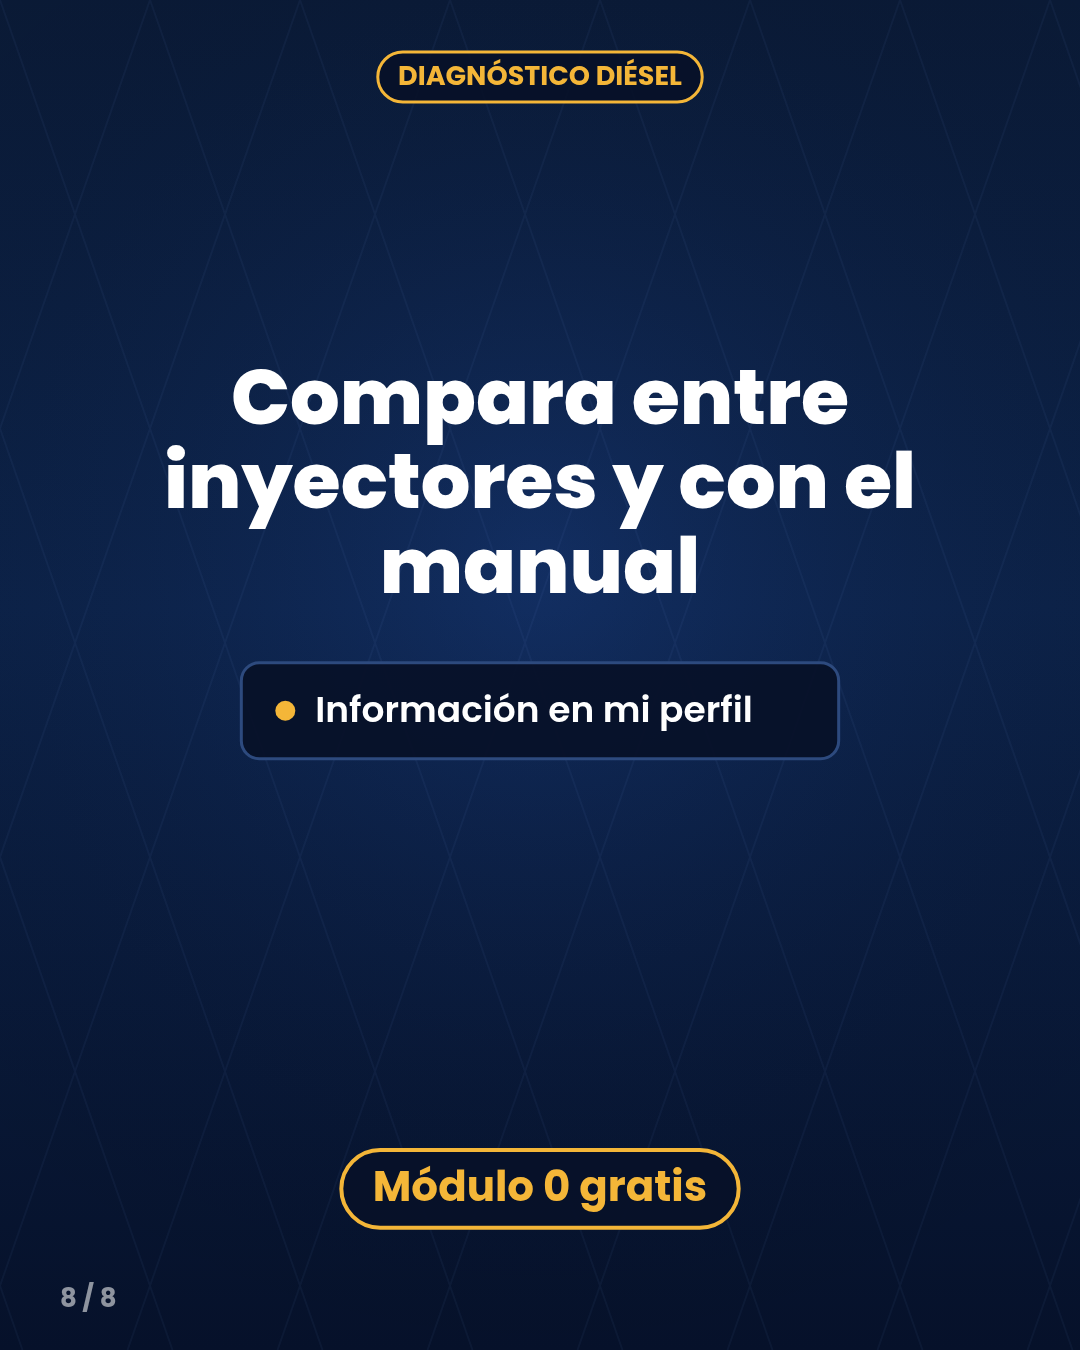 DIAGNÓSTICO DIÉSEL
Compara entre
inyectores y con el
manual
Información en mi perfil
Módulo 0 gratis
8 / 8